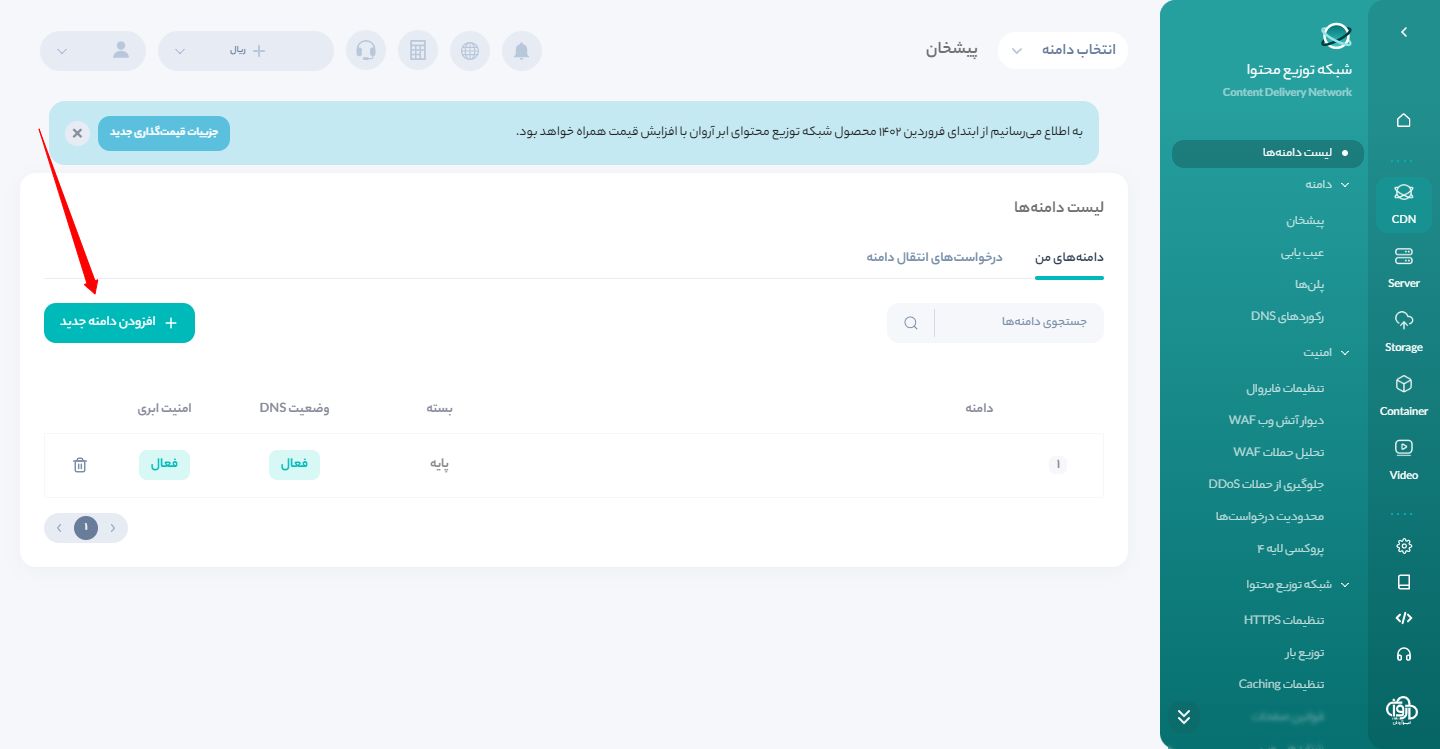 شبکه توزیع محتوا
Content Delivery Network
لیست دامنه‌ها
دامنه
پیشخان
عیب یابی
پلن‌ها
رکوردهای DNS
امنیت
تنظیمات فایروال
دیوار آتش وب WAF
تحلیل حملات WAF
جلوگیری از حملات DDoS
محدودیت درخواست‌ها
پروکسی لایه ۴
شبکه توزیع محتوا
تنظیمات HTTPS
توزیع بار
تنظیمات Caching
قوانین صفحات
CDN
Server
Storage
Container
Video
انتخاب دامنه
پیشخان
ریال
به اطلاع می‌رسانیم از ابتدای فروردین ۱۴۰۲ محصول شبکه توزیع محتوای ابر آروان با افزایش قیمت همراه خواهد بود.
جزییات قیمت‌گذاری جدید
لیست دامنه‌ها
دامنه‌های من
درخواست‌های انتقال دامنه
جستجوی دامنه‌ها
افزودن دامنه جدید
دامنه بسته وضعیت DNS امنیت ابری
۱ پایه فعال فعال
۱